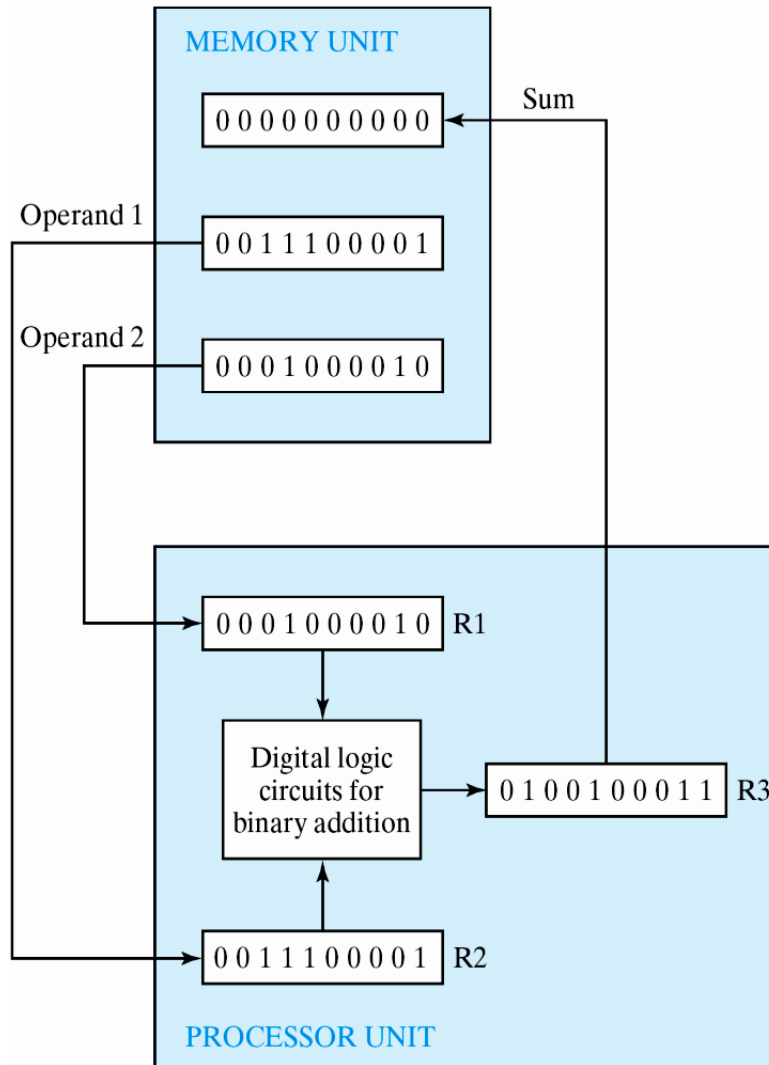 MEMORY UNIT
0 0 0 0 0 0 0 0 0 0
Sum
Operand 1
0 0 1 1 1 0 0 0 0 1
Operand 2
0 0 0 1 0 0 0 0 1 0
0 0 0 1 0 0 0 0 1 0 R1
Digital logic
circuits for
binary addition
0 1 0 0 1 0 0 0 1 1 R3
0 0 1 1 1 0 0 0 0 1 R2
PROCESSOR UNIT